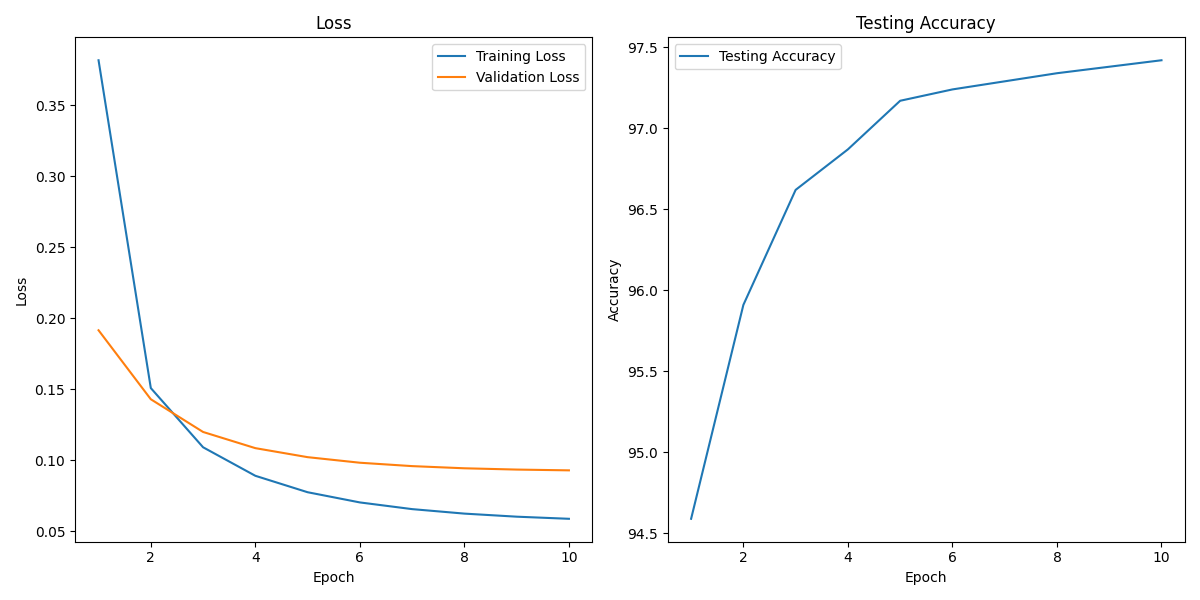 Loss
Training Loss
Validation Loss
0.35
0.30
0.25
0.20
0.15
0.10
0.05
Loss
2
4
6
8
10
Epoch
Testing Accuracy
Testing Accuracy
97.5
97.0
96.5
96.0
95.5
95.0
94.5
Accuracy
2
4
6
8
10
Epoch